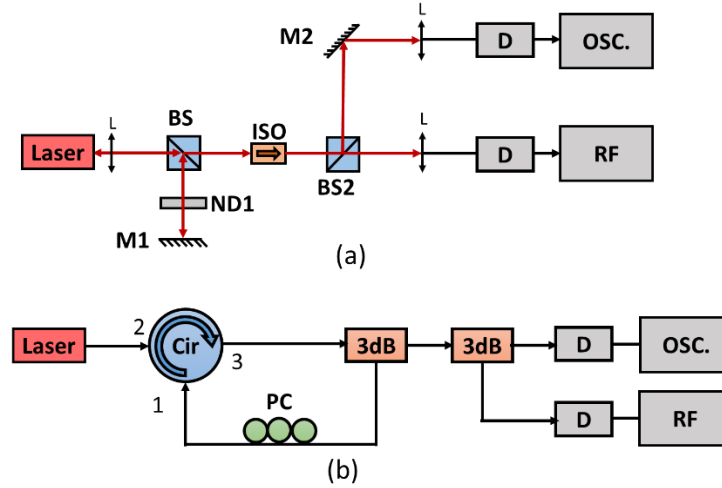 M2
L
D
OSC.
BS
ISO
L
L
Laser
D
RF
BS2
ND1
M1
(a)
2
Laser
Cir
3
3dB
3dB
D
OSC.
1
PC
D
RF
(b)